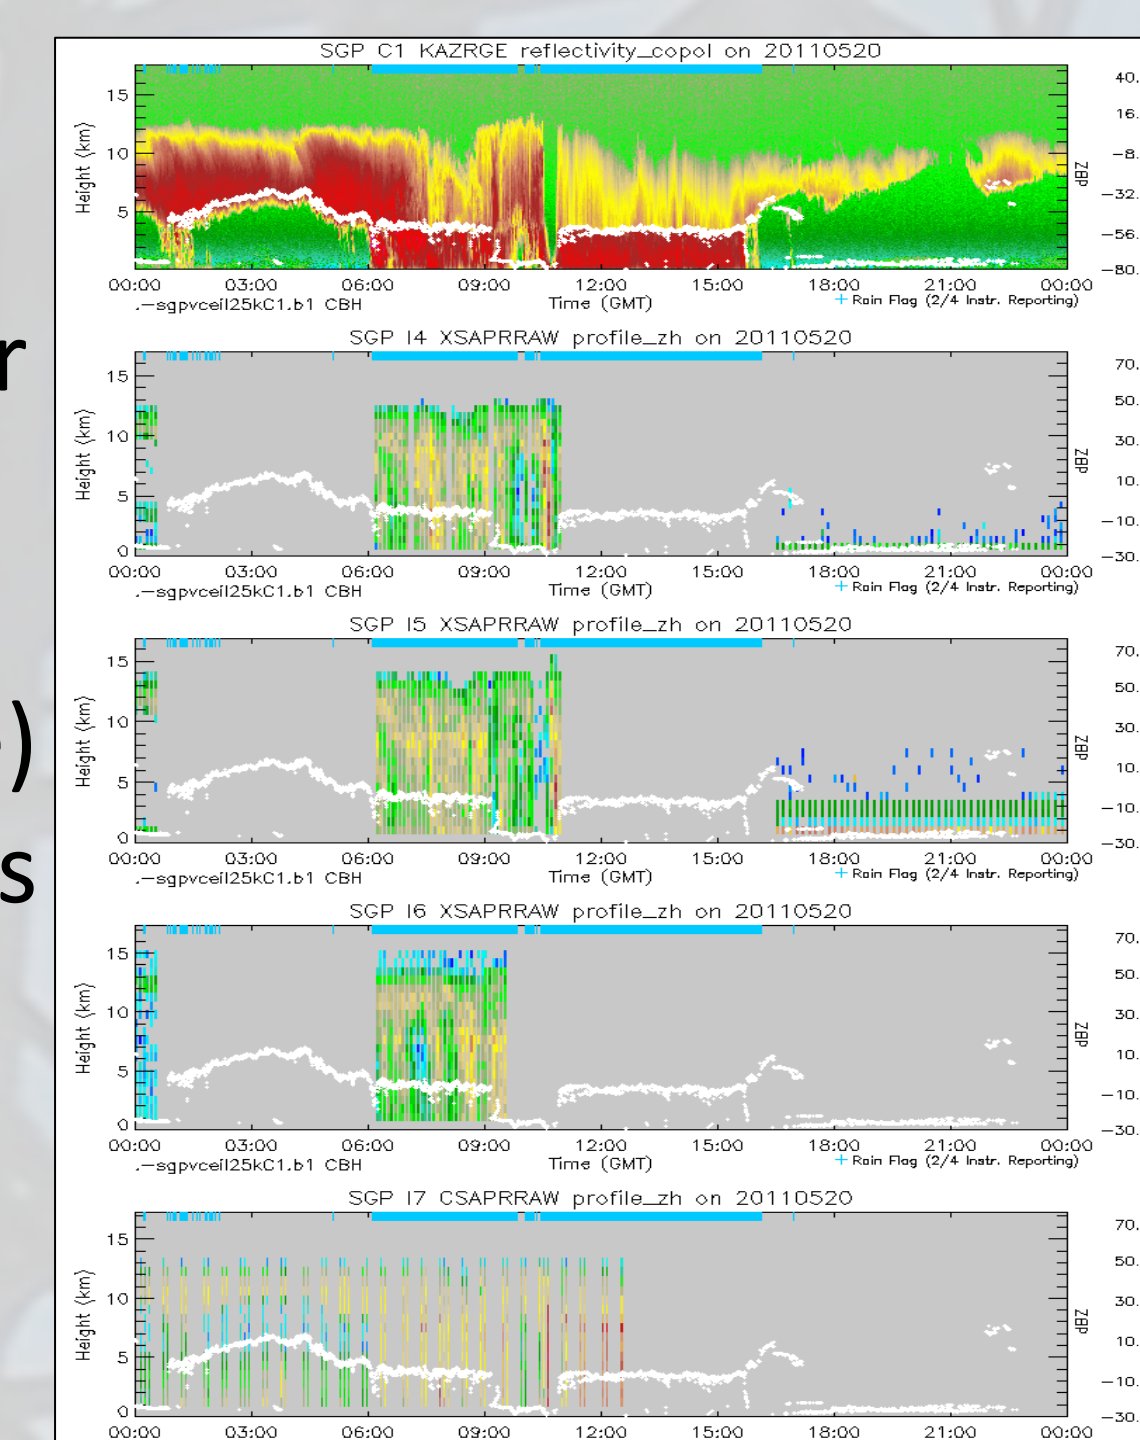 r
)
s
SGP C1 KAZRGE reflectivity_copol on 20110520
15
10
5
Height (km)
40.
16.
-8.
-32.
-56.
-80.
ZBP
00:00 03:00 06:00 09:00 12:00 15:00 18:00 21:00 00:00
.-sgpvceil25kC1.b1 CBH Time (GMT) + Rain Flag (2/4 Instr. Reporting)
SGP I4 XSAPRRAW profile_zh on 20110520
15
10
5
0
Height (km)
70.
50.
30.
10.
-10.
-30.
ZBP
00:00 03:00 06:00 09:00 12:00 15:00 18:00 21:00 00:00
.-sgpvceil25kC1.b1 CBH Time (GMT) + Rain Flag (2/4 Instr. Reporting)
SGP I5 XSAPRRAW profile_zh on 20110520
15
10
5
0
Height (km)
70.
50.
30.
10.
-10.
-30.
ZBP
00:00 03:00 06:00 09:00 12:00 15:00 18:00 21:00 00:00
.-sgpvceil25kC1.b1 CBH Time (GMT) + Rain Flag (2/4 Instr. Reporting)
SGP I6 XSAPRRAW profile_zh on 20110520
15
10
5
0
Height (km)
70.
50.
30.
10.
-10.
-30.
ZBP
00:00 03:00 06:00 09:00 12:00 15:00 18:00 21:00 00:00
.-sgpvceil25kC1.b1 CBH Time (GMT) + Rain Flag (2/4 Instr. Reporting)
SGP I7 CSAPRRAW profile_zh on 20110520
15
10
5
0
Height (km)
70.
50.
30.
10.
-10.
-30.
ZBP
00:00 03:00 06:00 09:00 12:00 15:00 18:00 21:00 00:00